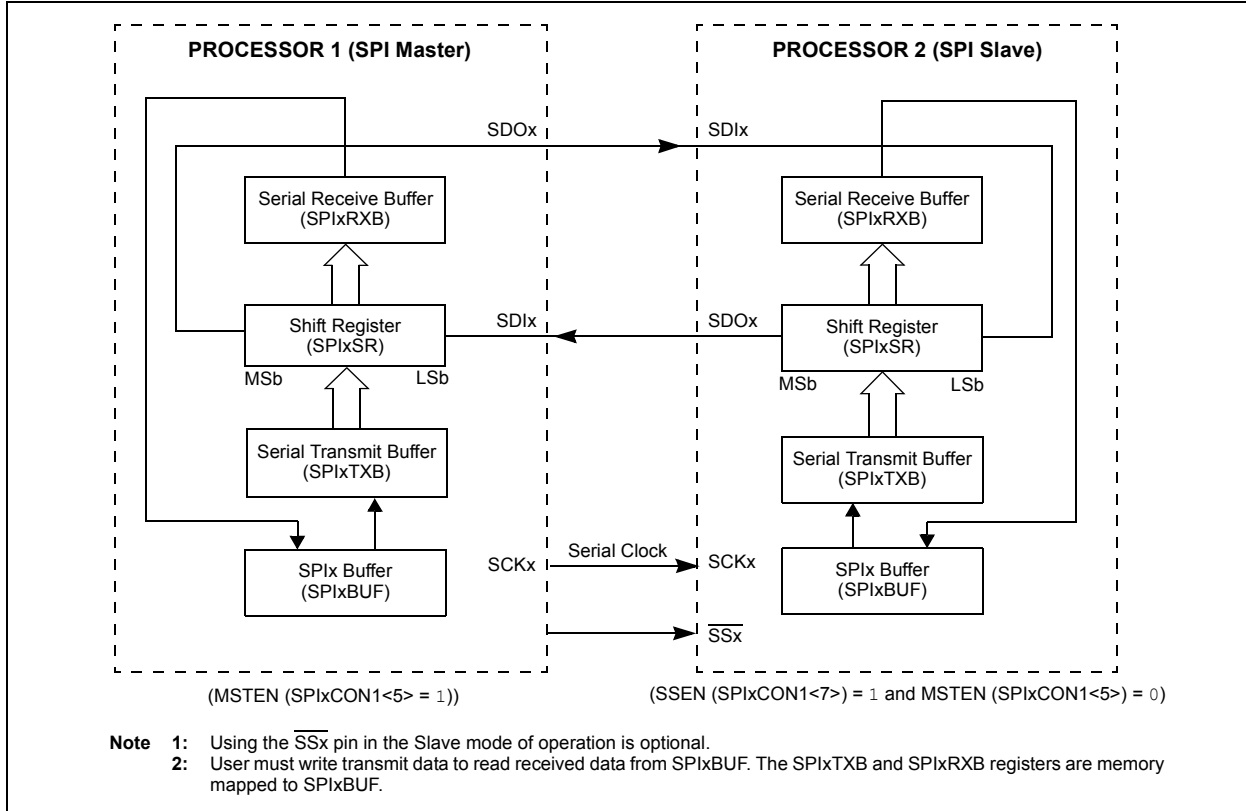 PROCESSOR 1 (SPI Master)
PROCESSOR 2 (SPI Slave)
SDOx
SDIx
Serial Receive Buffer
(SPIxRXB)
Serial Receive Buffer
(SPIxRXB)
Shift Register
(SPIxSR)
SDIx
SDOx
Shift Register
(SPIxSR)
MSb
LSb
MSb
LSb
Serial Transmit Buffer
(SPIxTXB)
Serial Transmit Buffer
(SPIxTXB)
SPIx Buffer
(SPIxBUF)
SCKx
Serial Clock
SCKx
SPIx Buffer
(SPIxBUF)
SSx
(MSTEN (SPIxCON1<5> = 1))
(SSEN (SPIxCON1<7>) = 1 and MSTEN (SPIxCON1<5>) = 0)
Note 1: Using the SSx pin in the Slave mode of operation is optional.
2: User must write transmit data to read received data from SPIxBUF. The SPIxTXB and SPIxRXB registers are memory
mapped to SPIxBUF.